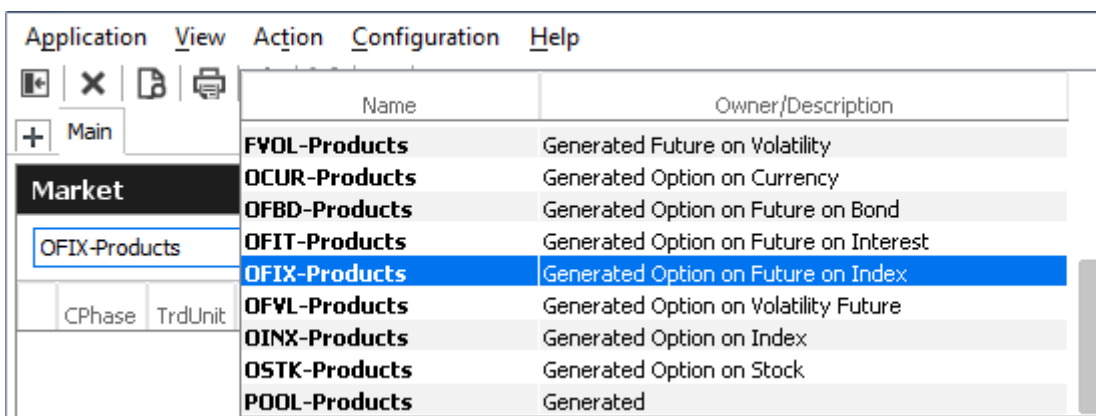 Application View Action Configuration Help
Name Owner/Description
+ Main
FVOL-Products Generated Future on Volatility
Market
OCUR-Products Generated Option on Currency
OFBD-Products Generated Option on Future on Bond
OFIX-Products
OFIT-Products Generated Option on Future on Interest
OFIX-Products Generated Option on Future on Index
CPhase TrdUnit
OFVL-Products Generated Option on Volatility Future
OINX-Products Generated Option on Index
OSTK-Products Generated Option on Stock
POOL-Products Generated